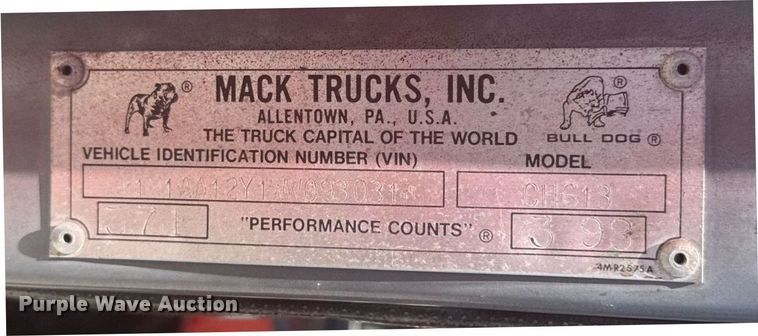 ® MACK TRUCKS, INC. ®
ALLENTOWN, PA., U.S.A.
THE TRUCK CAPITAL OF THE WORLD BULL DOG ®
VEHICLE IDENTIFICATION NUMBER (VIN) MODEL
CH613
"PERFORMANCE COUNTS" ®
4MR2575A
Purple Wave Auction